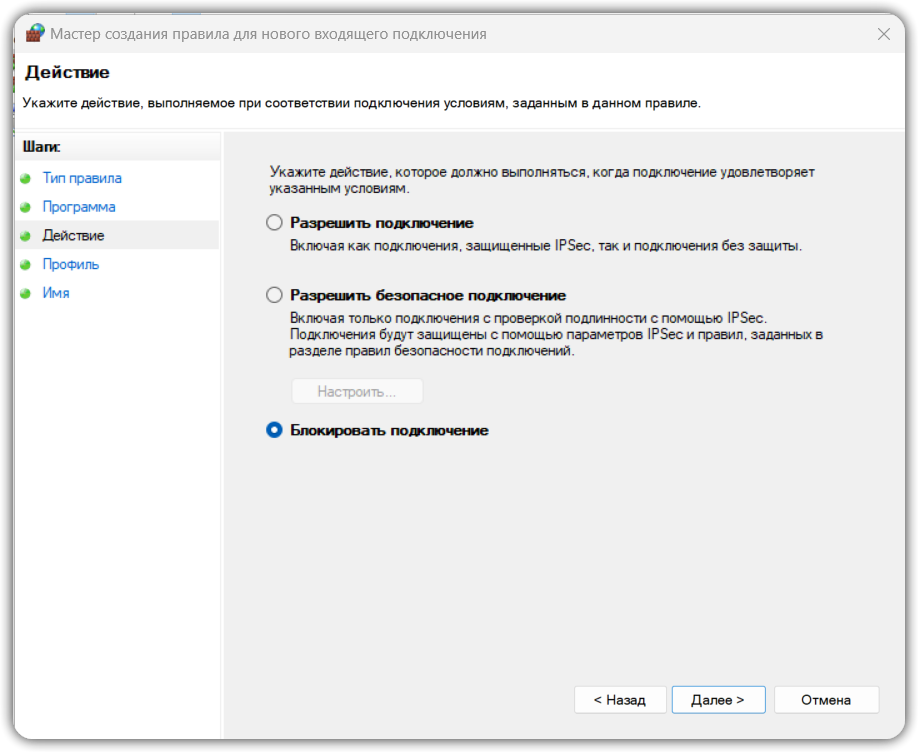 Мастер создания правила для нового входящего подключения
Действие
Укажите действие, выполняемое при соответствии подключения условиям, заданным в данном правиле.
Шаги:
Тип правила
Программа
Действие
Профиль
Имя
Укажите действие, которое должно выполняться, когда подключение удовлетворяет
указанным условиям.
Разрешить подключение
Включая как подключения, защищенные IPSec, так и подключения без защиты.
Разрешить безопасное подключение
Включая только подключения с проверкой подлинности с помощью IPSec.
Подключения будут защищены с помощью параметров IPSec и правил, заданных в
разделе правил безопасности подключений.
Настроить...
Блокировать подключение
< Назад
Далее >
Отмена